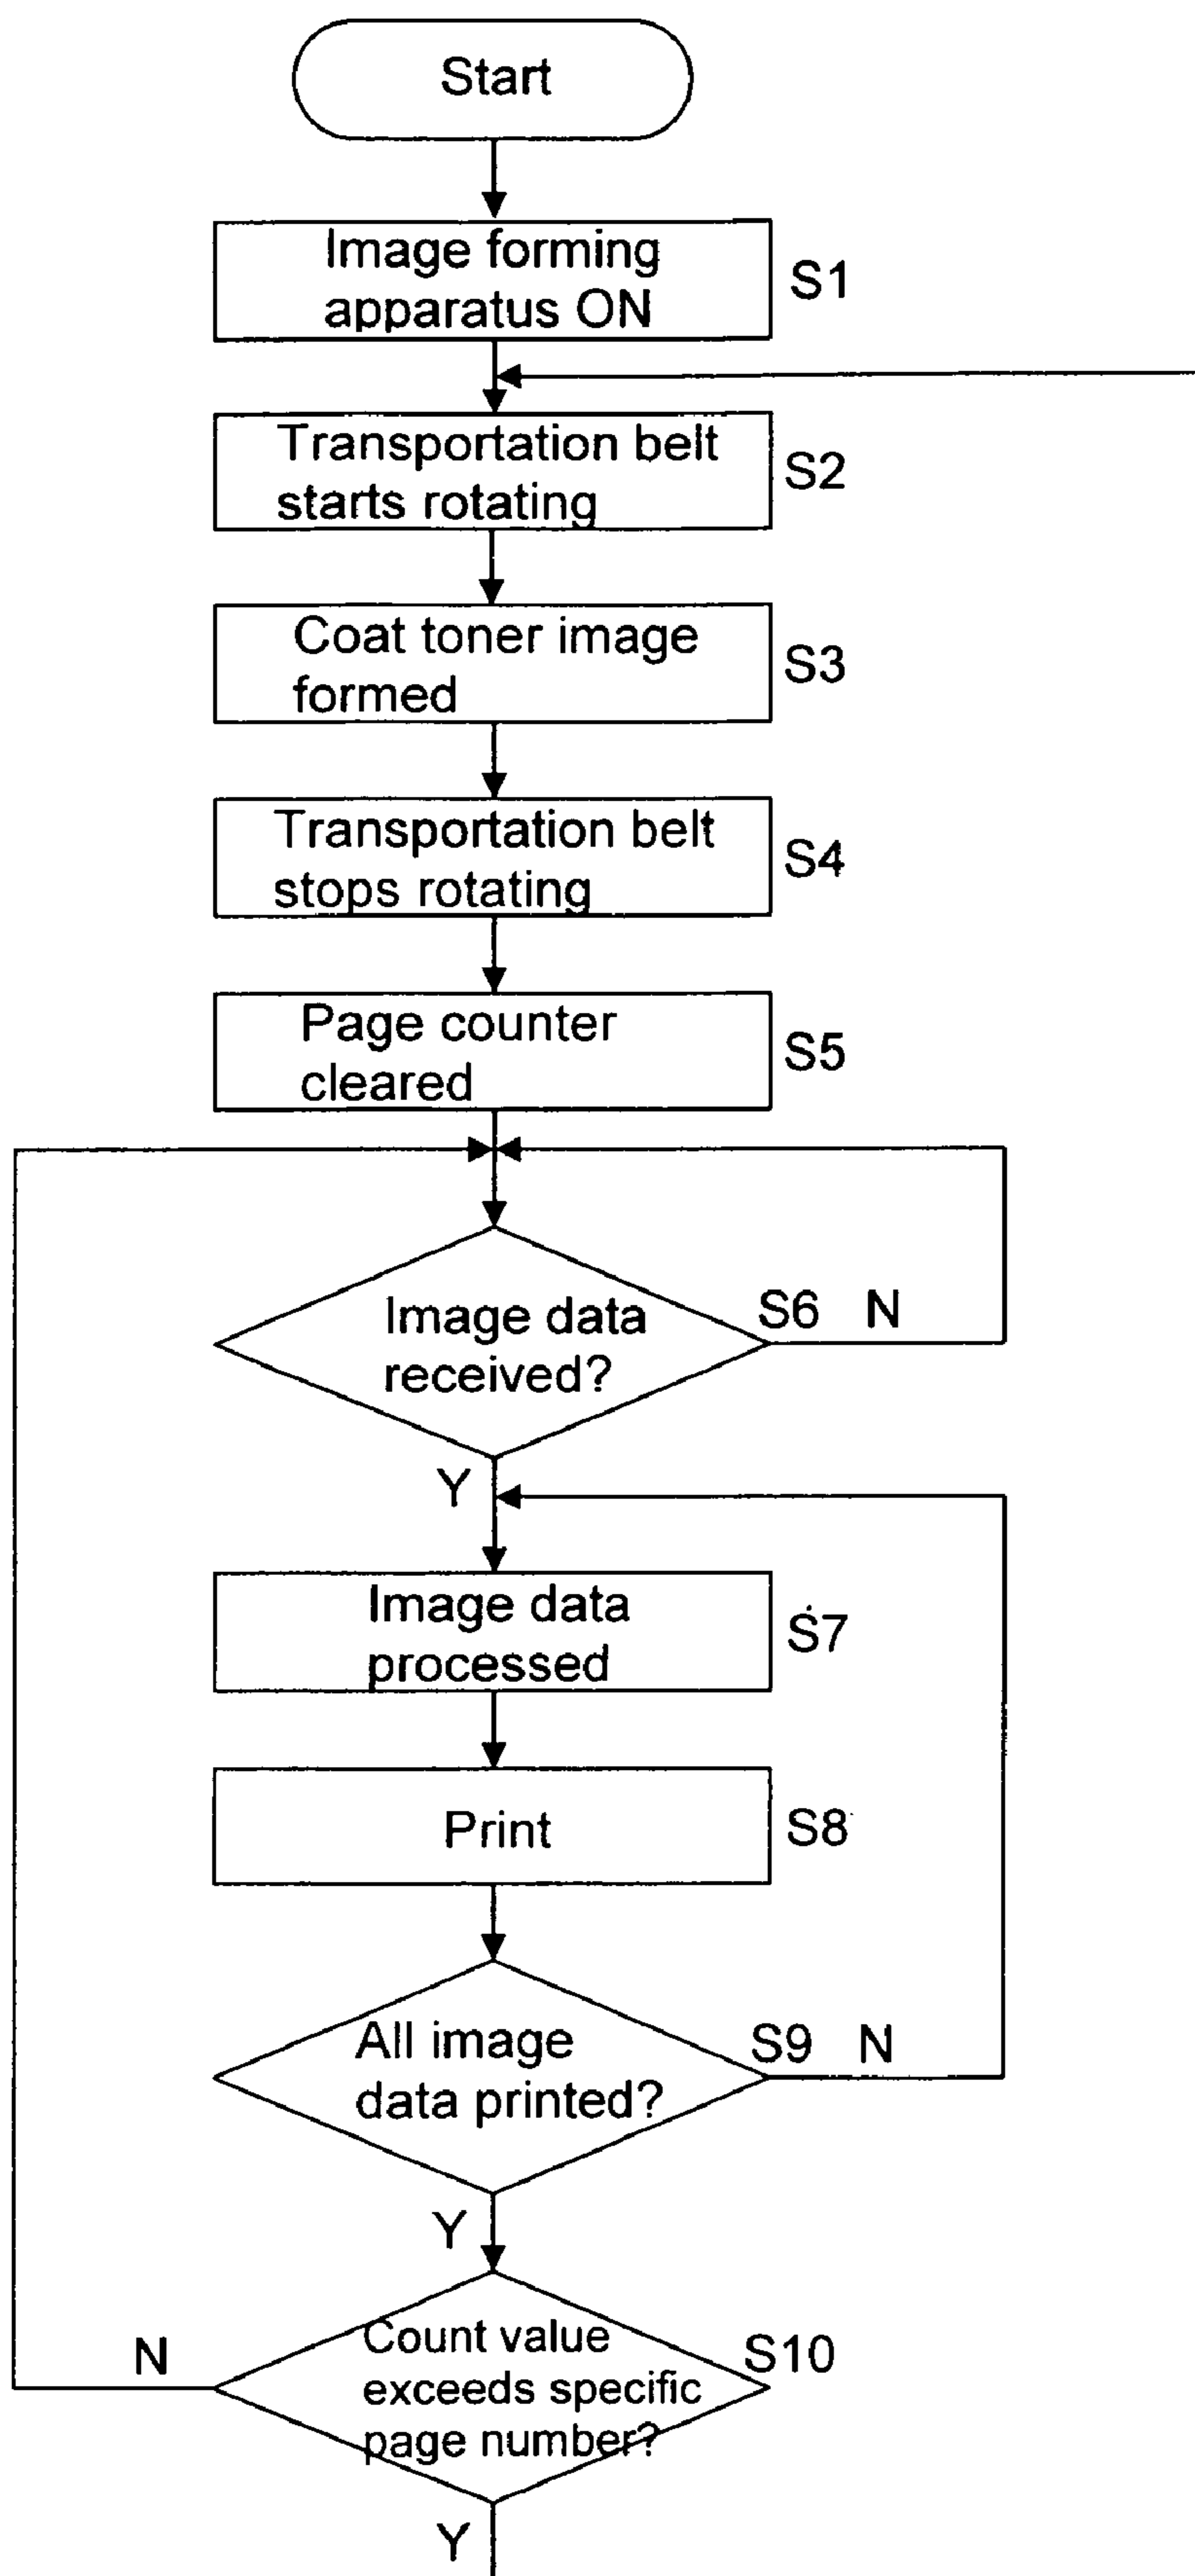 Start
Image forming
apparatus ON
S1
Transportation belt
starts rotating
S2
Coat toner image
formed
S3
Transportation belt
stops rotating
S4
Page counter
cleared
S5
Image data
received?
S6 N
Y
Image data
processed
S7
Print
S8
All image
data printed?
S9 N
Y
Count value
exceeds specific
page number?
S10
N
Y